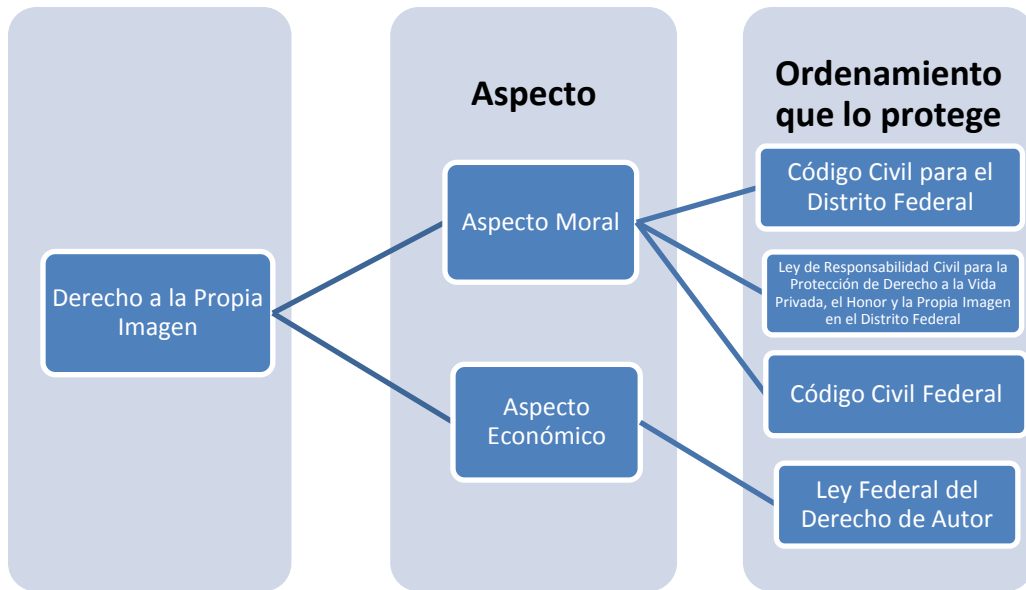 Aspecto
Ordenamiento
que lo protege
Derecho a la Propia
Imagen
Aspecto Moral
Aspecto
Económico
Código Civil para el
Distrito Federal
Ley de Responsabilidad Civil para la
Protección de Derecho a la Vida
Privada, el Honor y la Propia Imagen
en el Distrito Federal
Código Civil Federal
Ley Federal del
Derecho de Autor